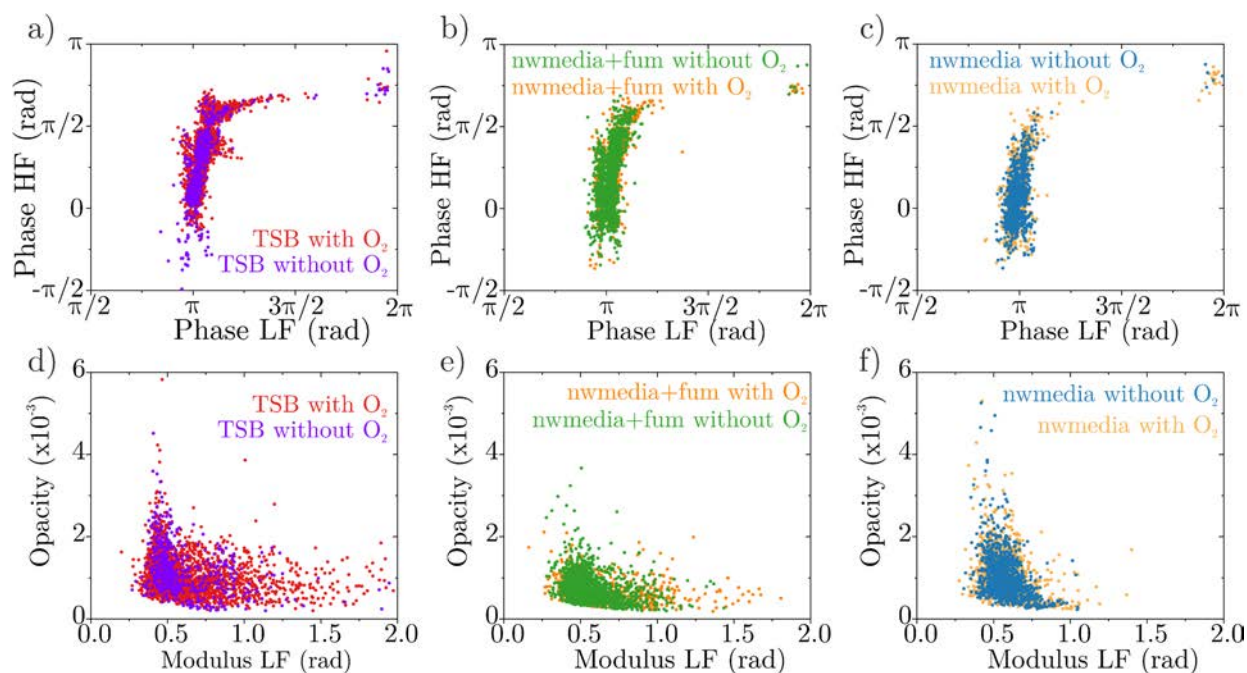 a)
π
π/2
0
-π/2
Phase HF (rad)
TSB with O₂
TSB without O₂
π/2
π
3π/2
2π
Phase LF (rad)
b)
π
π/2
0
-π/2
Phase HF (rad)
nwmedia+fum without O₂
nwmedia+fum with O₂
π/2
π
3π/2
2π
Phase LF (rad)
c)
π
π/2
0
-π/2
Phase HF (rad)
nwmedia without O₂
nwmedia with O₂
π/2
π
3π/2
2π
Phase LF (rad)
d)
6
4
2
0
Opacity (x10⁻³)
TSB with O₂
TSB without O₂
0.0
0.5
1.0
1.5
2.0
Modulus LF (rad)
e)
6
4
2
0
Opacity (x10⁻³)
nwmedia+fum with O₂
nwmedia+fum without O₂
0.0
0.5
1.0
1.5
2.0
Modulus LF (rad)
f)
6
4
2
0
Opacity (x10⁻³)
nwmedia without O₂
nwmedia with O₂
0.0
0.5
1.0
1.5
2.0
Modulus LF (rad)